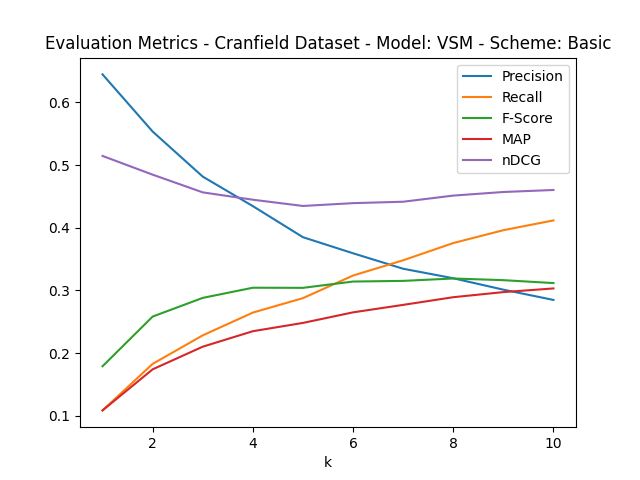 Evaluation Metrics - Cranfield Dataset - Model: VSM - Scheme: Basic
Precision
Recall
F-Score
MAP
nDCG
0.6
0.5
0.4
0.3
0.2
0.1
2
4
6
8
10
k